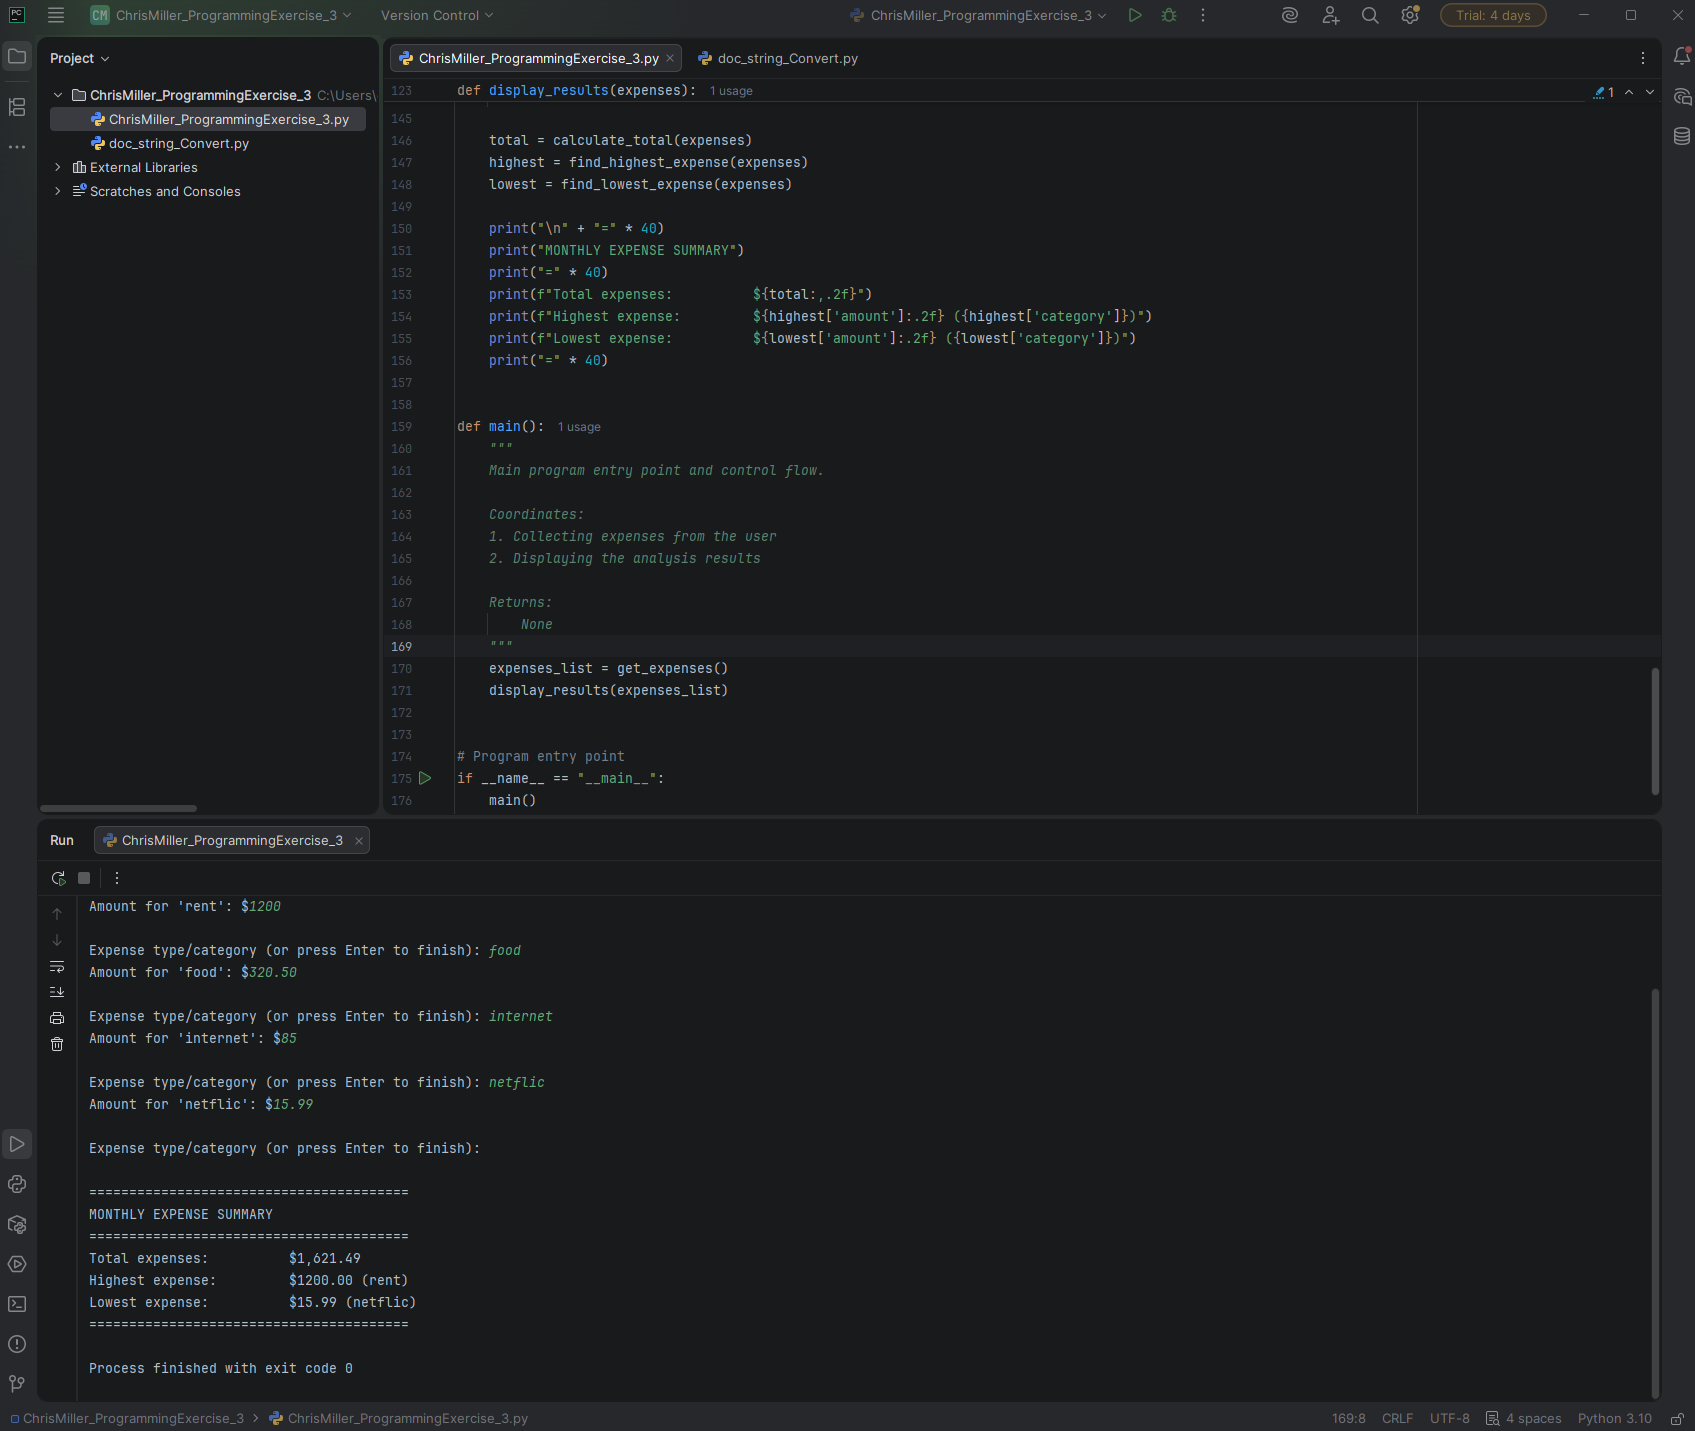 PC
CM ChrisMiller_ProgrammingExercise_3 Version Control ChrisMiller_ProgrammingExercise_3 Trial: 4 days
Project
ChrisMiller_ProgrammingExercise_3 C:\Users\
ChrisMiller_ProgrammingExercise_3.py
doc_string_Convert.py
External Libraries
Scratches and Consoles
ChrisMiller_ProgrammingExercise_3.py doc_string_Convert.py
123 def display_results(expenses): 1 usage
1
145
146 total = calculate_total(expenses)
147 highest = find_highest_expense(expenses)
148 lowest = find_lowest_expense(expenses)
149
150 print("\n" + "=" * 40)
151 print("MONTHLY EXPENSE SUMMARY")
152 print("=" * 40)
153 print(f"Total expenses:          ${total:,.2f}")
154 print(f"Highest expense:         ${highest['amount']:.2f} ({highest['category']})")
155 print(f"Lowest expense:          ${lowest['amount']:.2f} ({lowest['category']})")
156 print("=" * 40)
157
158
159 def main(): 1 usage
160 """
161 Main program entry point and control flow.
162
163 Coordinates:
164 1. Collecting expenses from the user
165 2. Displaying the analysis results
166
167 Returns:
168 None
169 """
170 expenses_list = get_expenses()
171 display_results(expenses_list)
172
173
174 # Program entry point
175 if __name__ == "__main__":
176 main()
Run ChrisMiller_ProgrammingExercise_3
Amount for 'rent': $1200
Expense type/category (or press Enter to finish): food
Amount for 'food': $320.50
Expense type/category (or press Enter to finish): internet
Amount for 'internet': $85
Expense type/category (or press Enter to finish): netflic
Amount for 'netflic': $15.99
Expense type/category (or press Enter to finish):
========================================
MONTHLY EXPENSE SUMMARY
========================================
Total expenses:          $1,621.49
Highest expense:         $1200.00 (rent)
Lowest expense:          $15.99 (netflic)
========================================
Process finished with exit code 0
ChrisMiller_ProgrammingExercise_3 > ChrisMiller_ProgrammingExercise_3.py 169:8 CRLF UTF-8 4 spaces Python 3.10